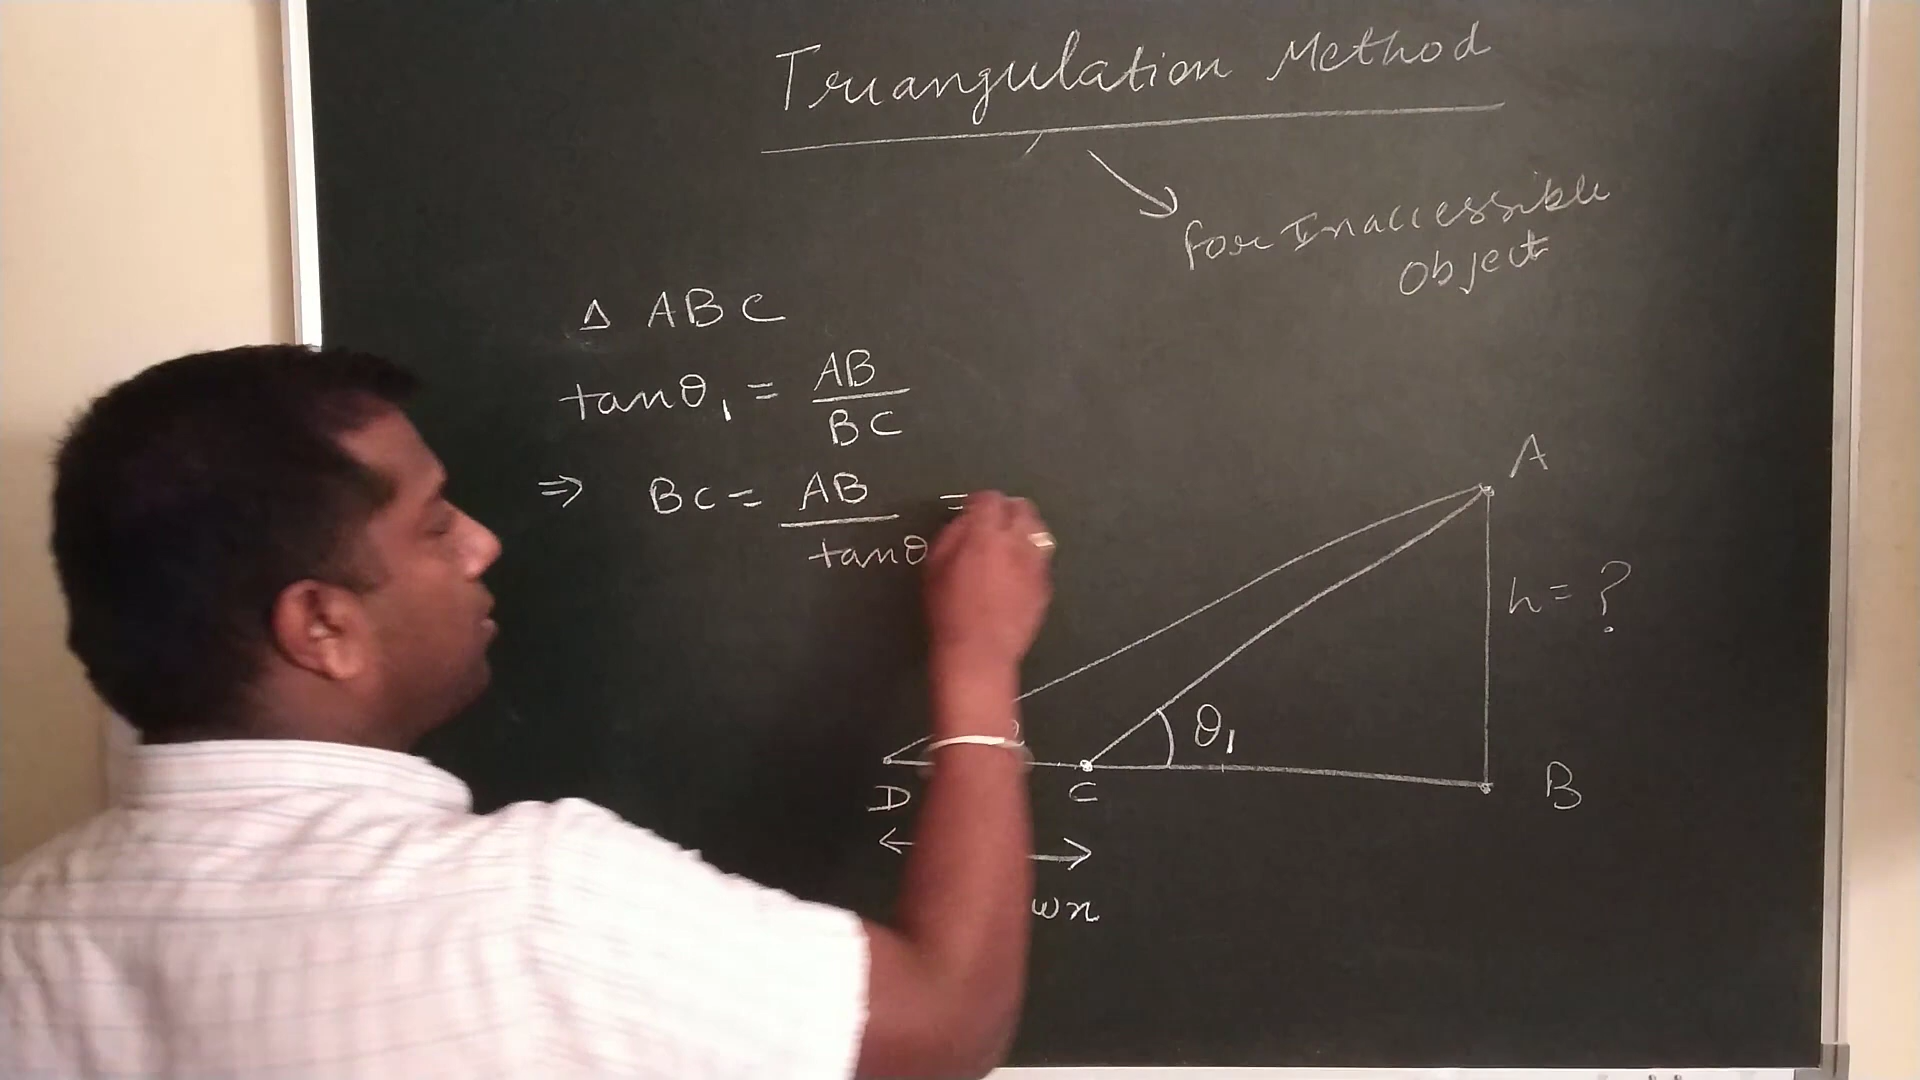 Triangulation Method
for Inaccessible
Object
Δ ABC
tanθ₁ = AB
BC
⇒ BC = AB =
tanθ
A
h = ?
θ₁
D C B